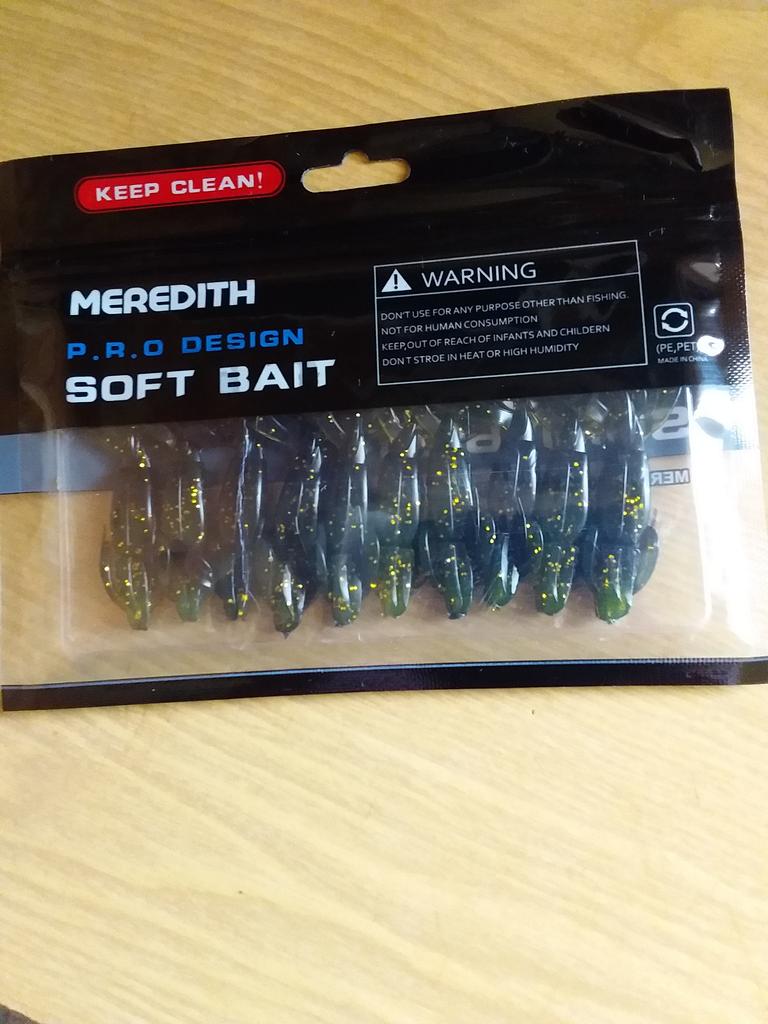 KEEP CLEAN!
MEREDITH
P.R.O DESIGN
SOFT BAIT
WARNING
DON'T USE FOR ANY PURPOSE OTHER THAN FISHING.
NOT FOR HUMAN CONSUMPTION
KEEP,OUT OF REACH OF INFANTS AND CHILDERN
DON'T STROE IN HEAT OR HIGH HUMIDITY
(PE,PET)
MADE IN CHINA